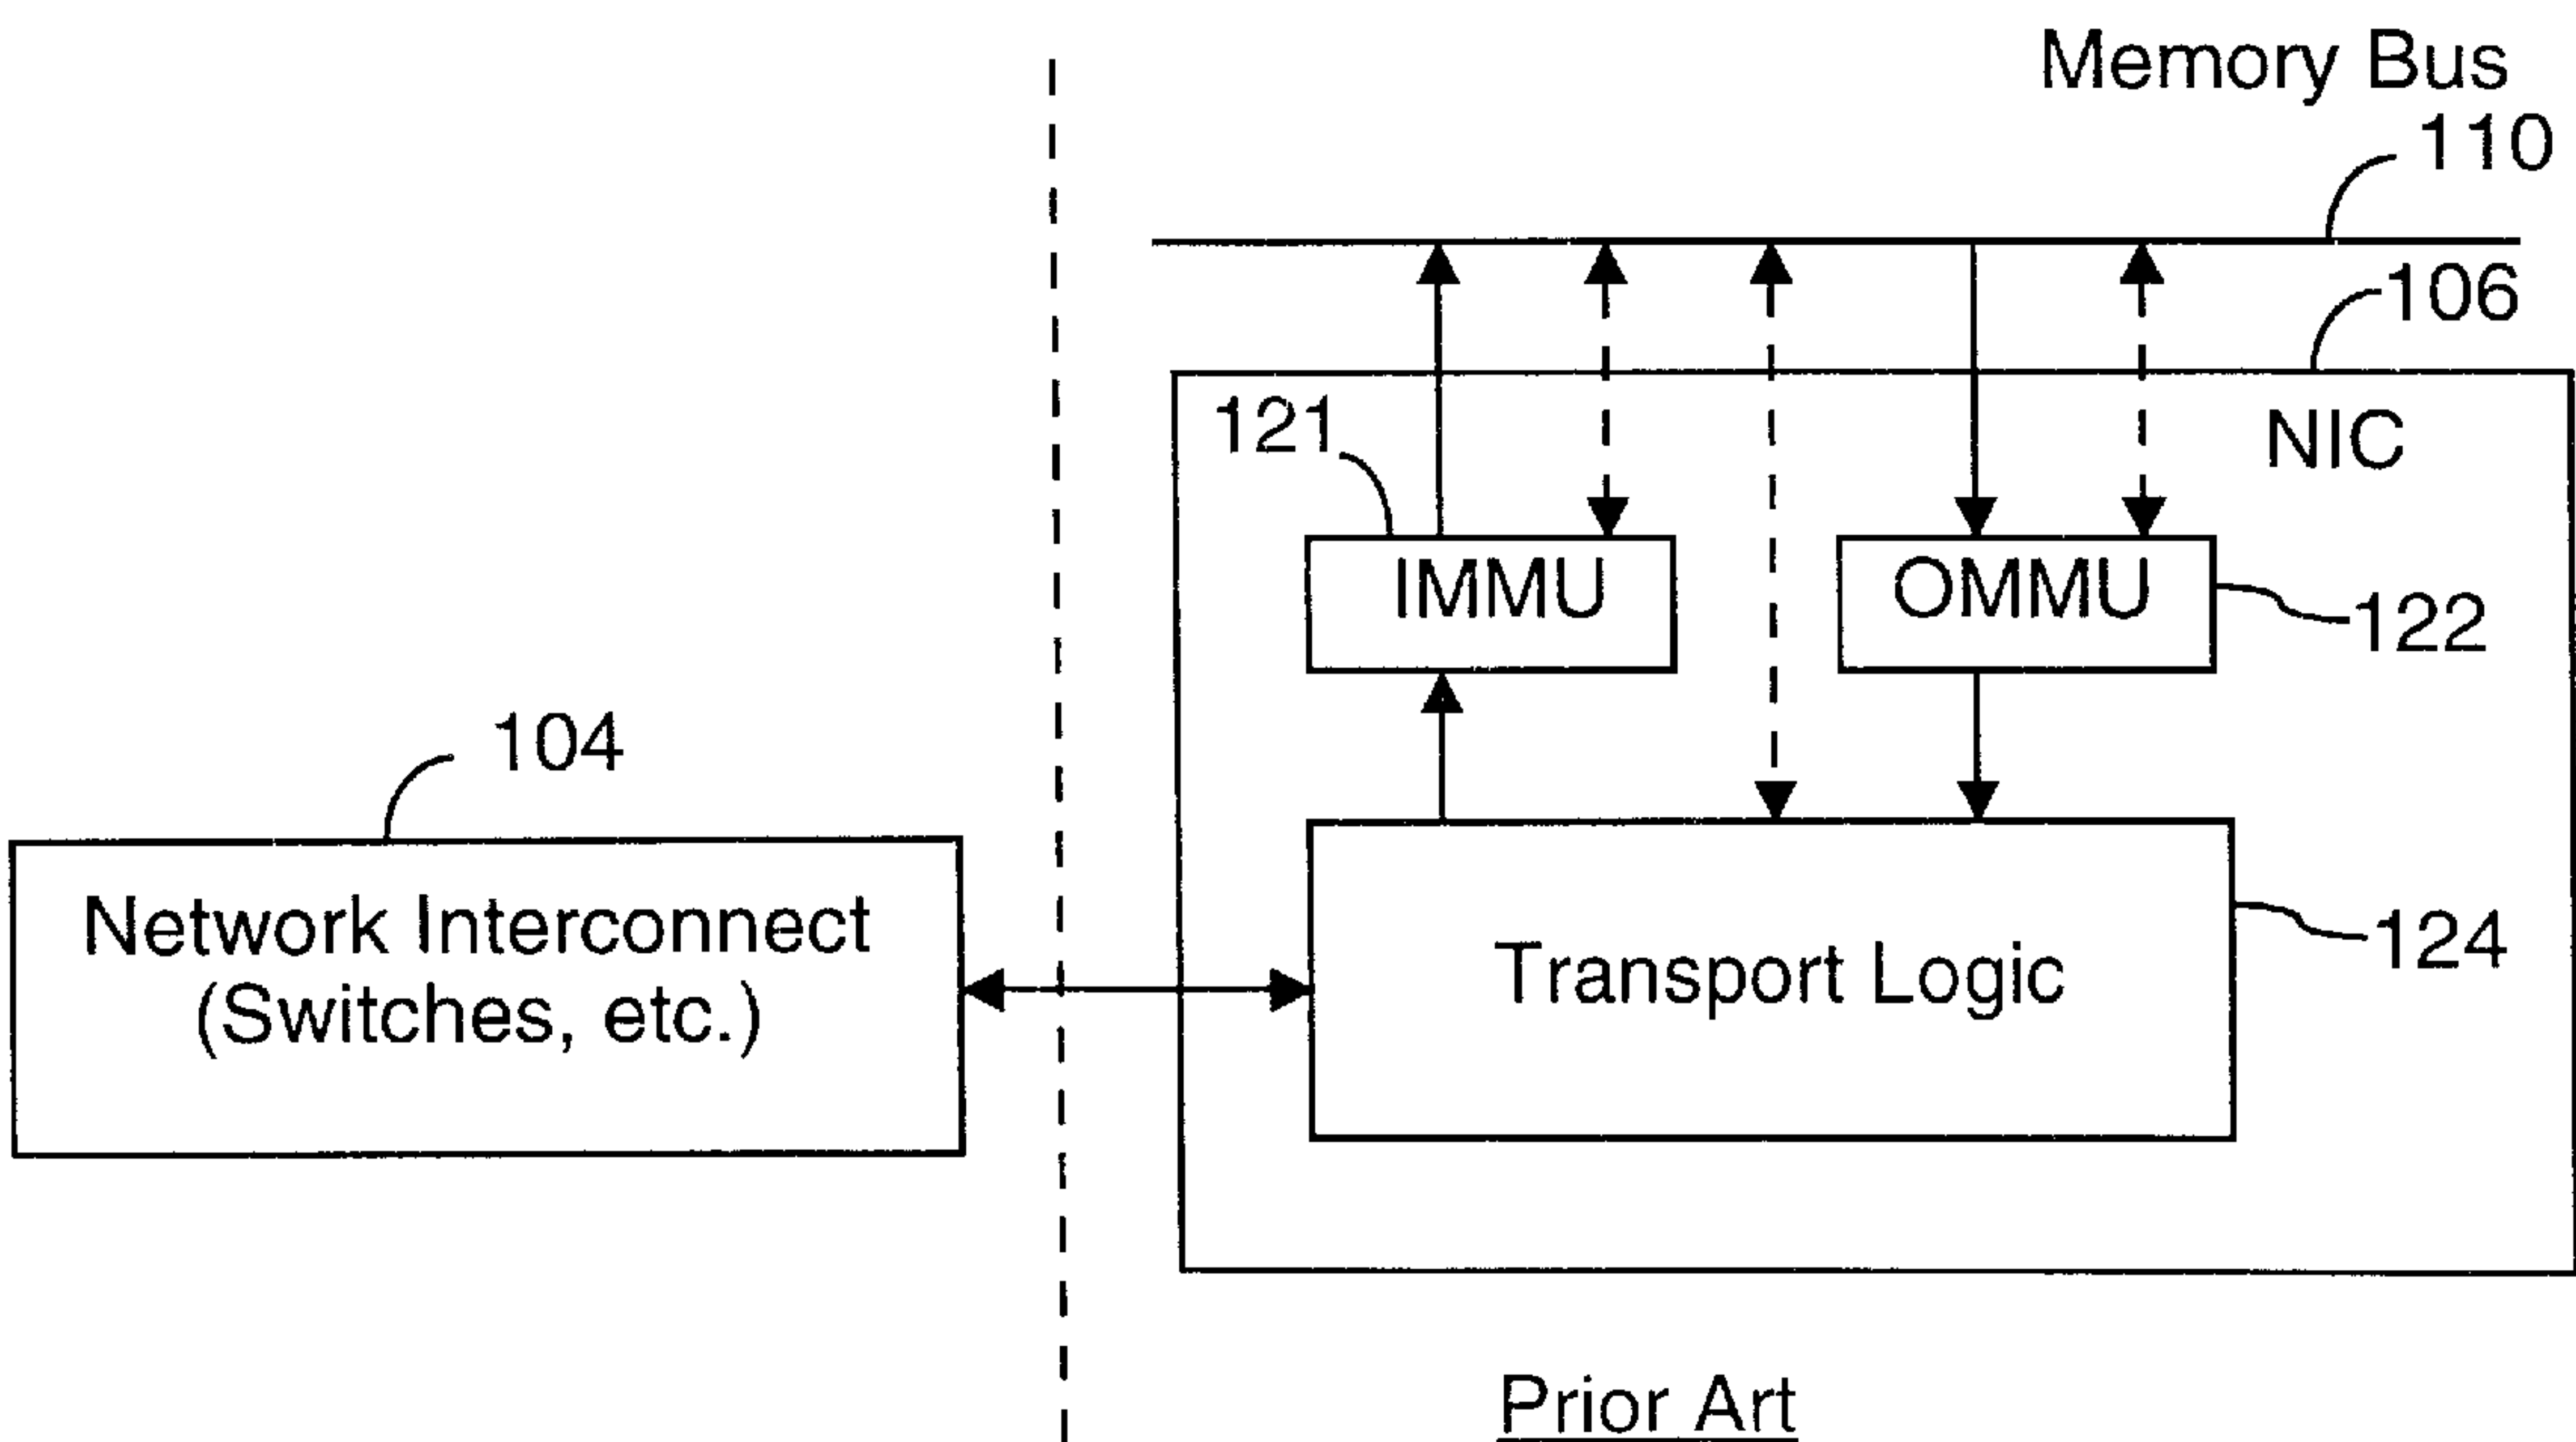 Memory Bus
110
106
NIC
121
IMMU
OMMU
122
104
Network Interconnect
(Switches, etc.)
Transport Logic
124
Prior Art